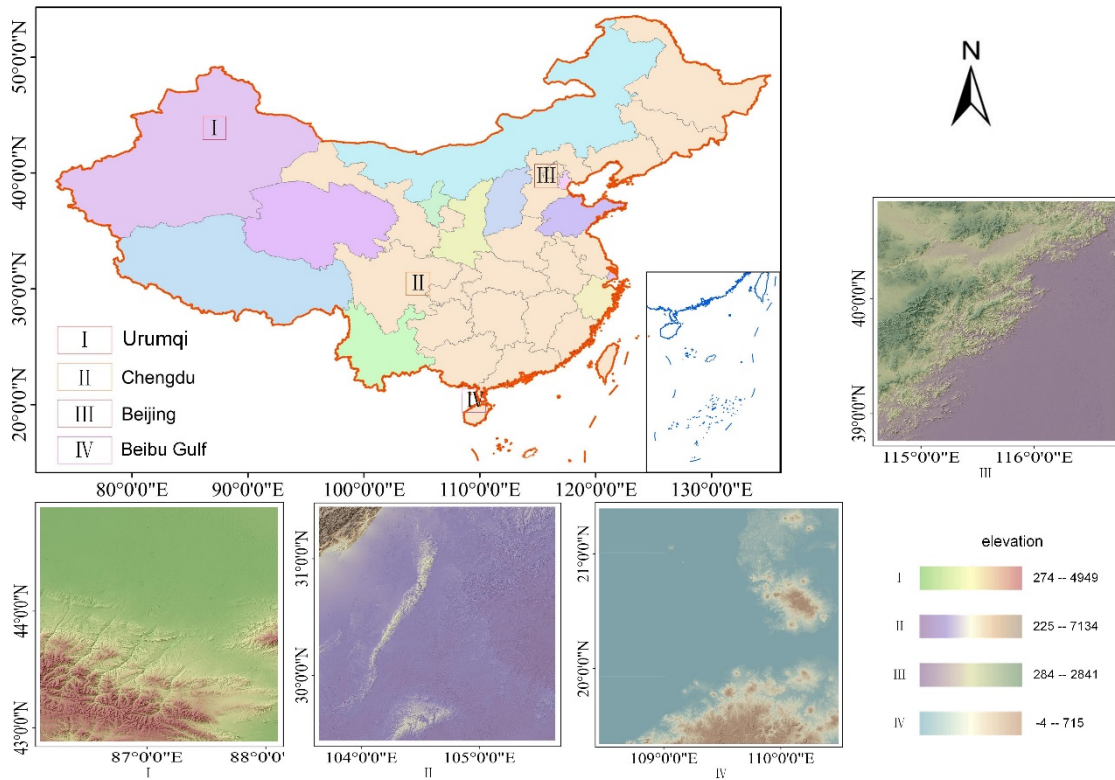 N
50°0'0"N
40°0'0"N
30°0'0"N
20°0'0"N
I
II
III
IV
I Urumqi
II Chengdu
III Beijing
IV Beibu Gulf
80°0'0"E 90°0'0"E 100°0'0"E 110°0'0"E 120°0'0"E 130°0'0"E
40°0'0"N
39°0'0"N
115°0'0"E 116°0'0"E
III
44°0'0"N
43°0'0"N
87°0'0"E 88°0'0"E
I
31°0'0"N
30°0'0"N
104°0'0"E 105°0'0"E
II
21°0'0"N
20°0'0"N
109°0'0"E 110°0'0"E
IV
elevation
I 274 -- 4949
II 225 -- 7134
III 284 -- 2841
IV -4 -- 715